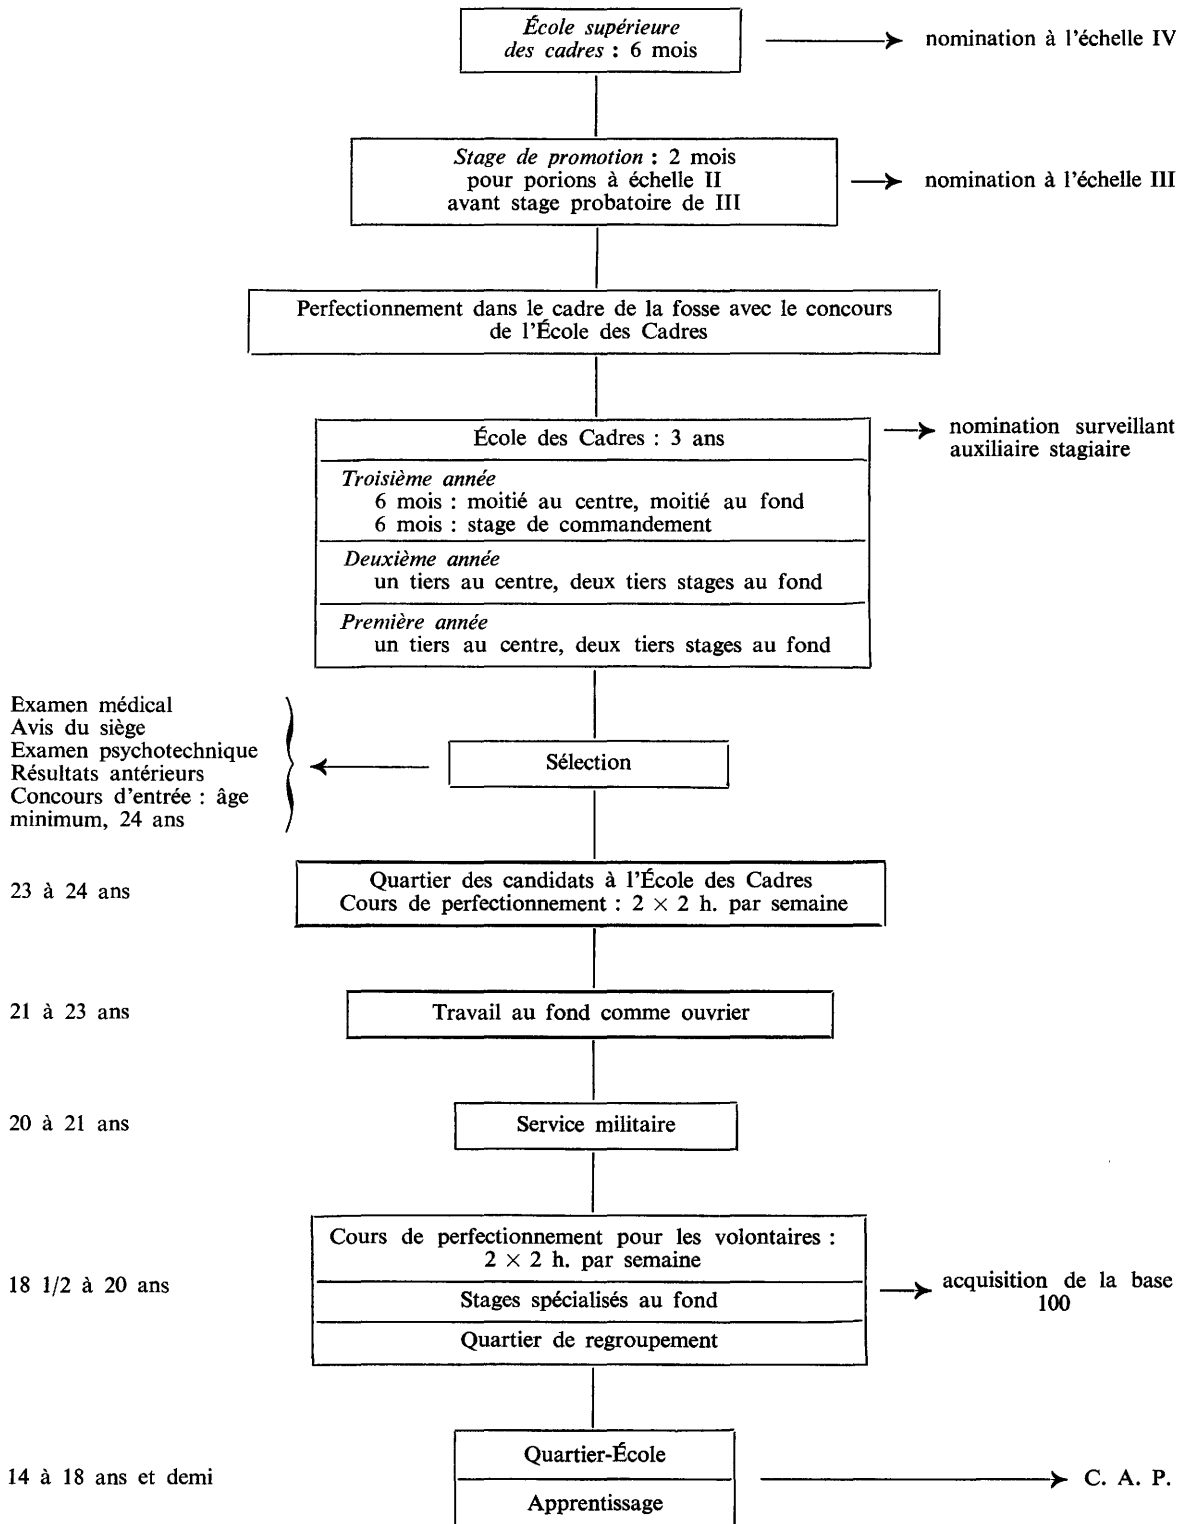 École supérieure
des cadres : 6 mois
nomination à l'échelle IV
Stage de promotion : 2 mois
pour porions à échelle II
avant stage probatoire de III
nomination à l'échelle III
Perfectionnement dans le cadre de la fosse avec le concours
de l'École des Cadres
École des Cadres : 3 ans
nomination surveillant
auxiliaire stagiaire
Troisième année
6 mois : moitié au centre, moitié au fond
6 mois : stage de commandement
Deuxième année
un tiers au centre, deux tiers stages au fond
Première année
un tiers au centre, deux tiers stages au fond
Examen médical
Avis du siège
Examen psychotechnique
Résultats antérieurs
Concours d'entrée : âge
minimum, 24 ans
Sélection
23 à 24 ans
Quartier des candidats à l'École des Cadres
Cours de perfectionnement : 2 × 2 h. par semaine
21 à 23 ans
Travail au fond comme ouvrier
20 à 21 ans
Service militaire
18 1/2 à 20 ans
Cours de perfectionnement pour les volontaires :
2 × 2 h. par semaine
Stages spécialisés au fond
Quartier de regroupement
acquisition de la base
100
14 à 18 ans et demi
Quartier-École
Apprentissage
C. A. P.